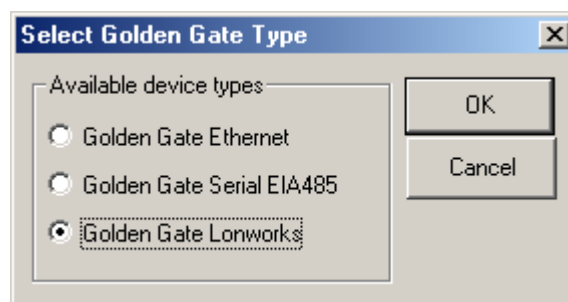 Select Golden Gate Type
Available device types
Golden Gate Ethernet
Golden Gate Serial EIA485
Golden Gate Lonworks
OK
Cancel